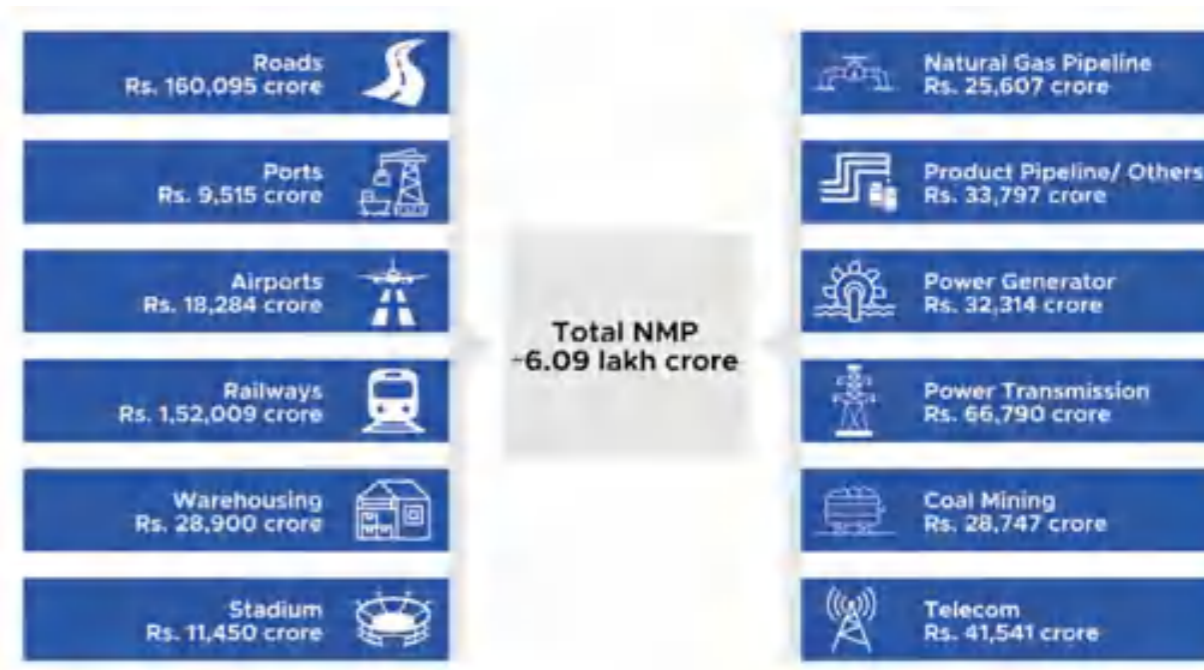 Roads
Rs. 160,095 crore
Ports
Rs. 9,515 crore
Airports
Rs. 18,284 crore
Railways
Rs. 1,52,009 crore
Warehousing
Rs. 28,900 crore
Stadium
Rs. 11,450 crore
Total NMP
~6.09 lakh crore
Natural Gas Pipeline
Rs. 25,607 crore
Product Pipeline/ Others
Rs. 33,797 crore
Power Generator
Rs. 32,314 crore
Power Transmission
Rs. 66,790 crore
Coal Mining
Rs. 28,747 crore
Telecom
Rs. 41,541 crore